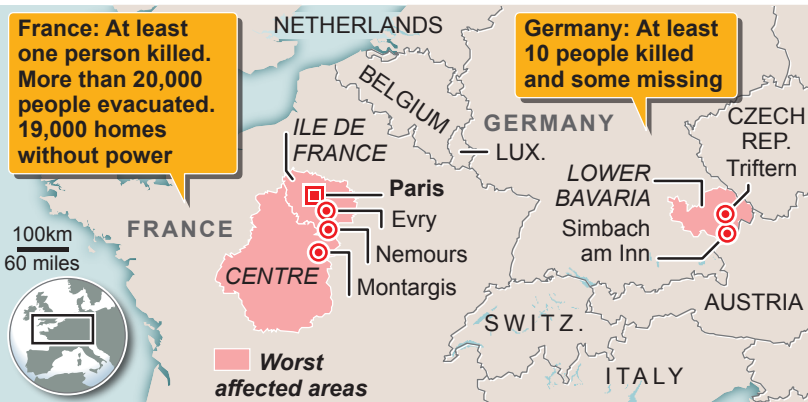 France: At least
one person killed.
More than 20,000
people evacuated.
19,000 homes
without power
NETHERLANDS
Germany: At least
10 people killed
and some missing
BELGIUM
GERMANY
LUX.
CZECH
REP.
ILE DE
FRANCE
Paris
Evry
Nemours
Montargis
FRANCE
CENTRE
LOWER
BAVARIA
Triftern
Simbach
am Inn
100km
60 miles
SWITZ.
AUSTRIA
ITALY
Worst
affected areas